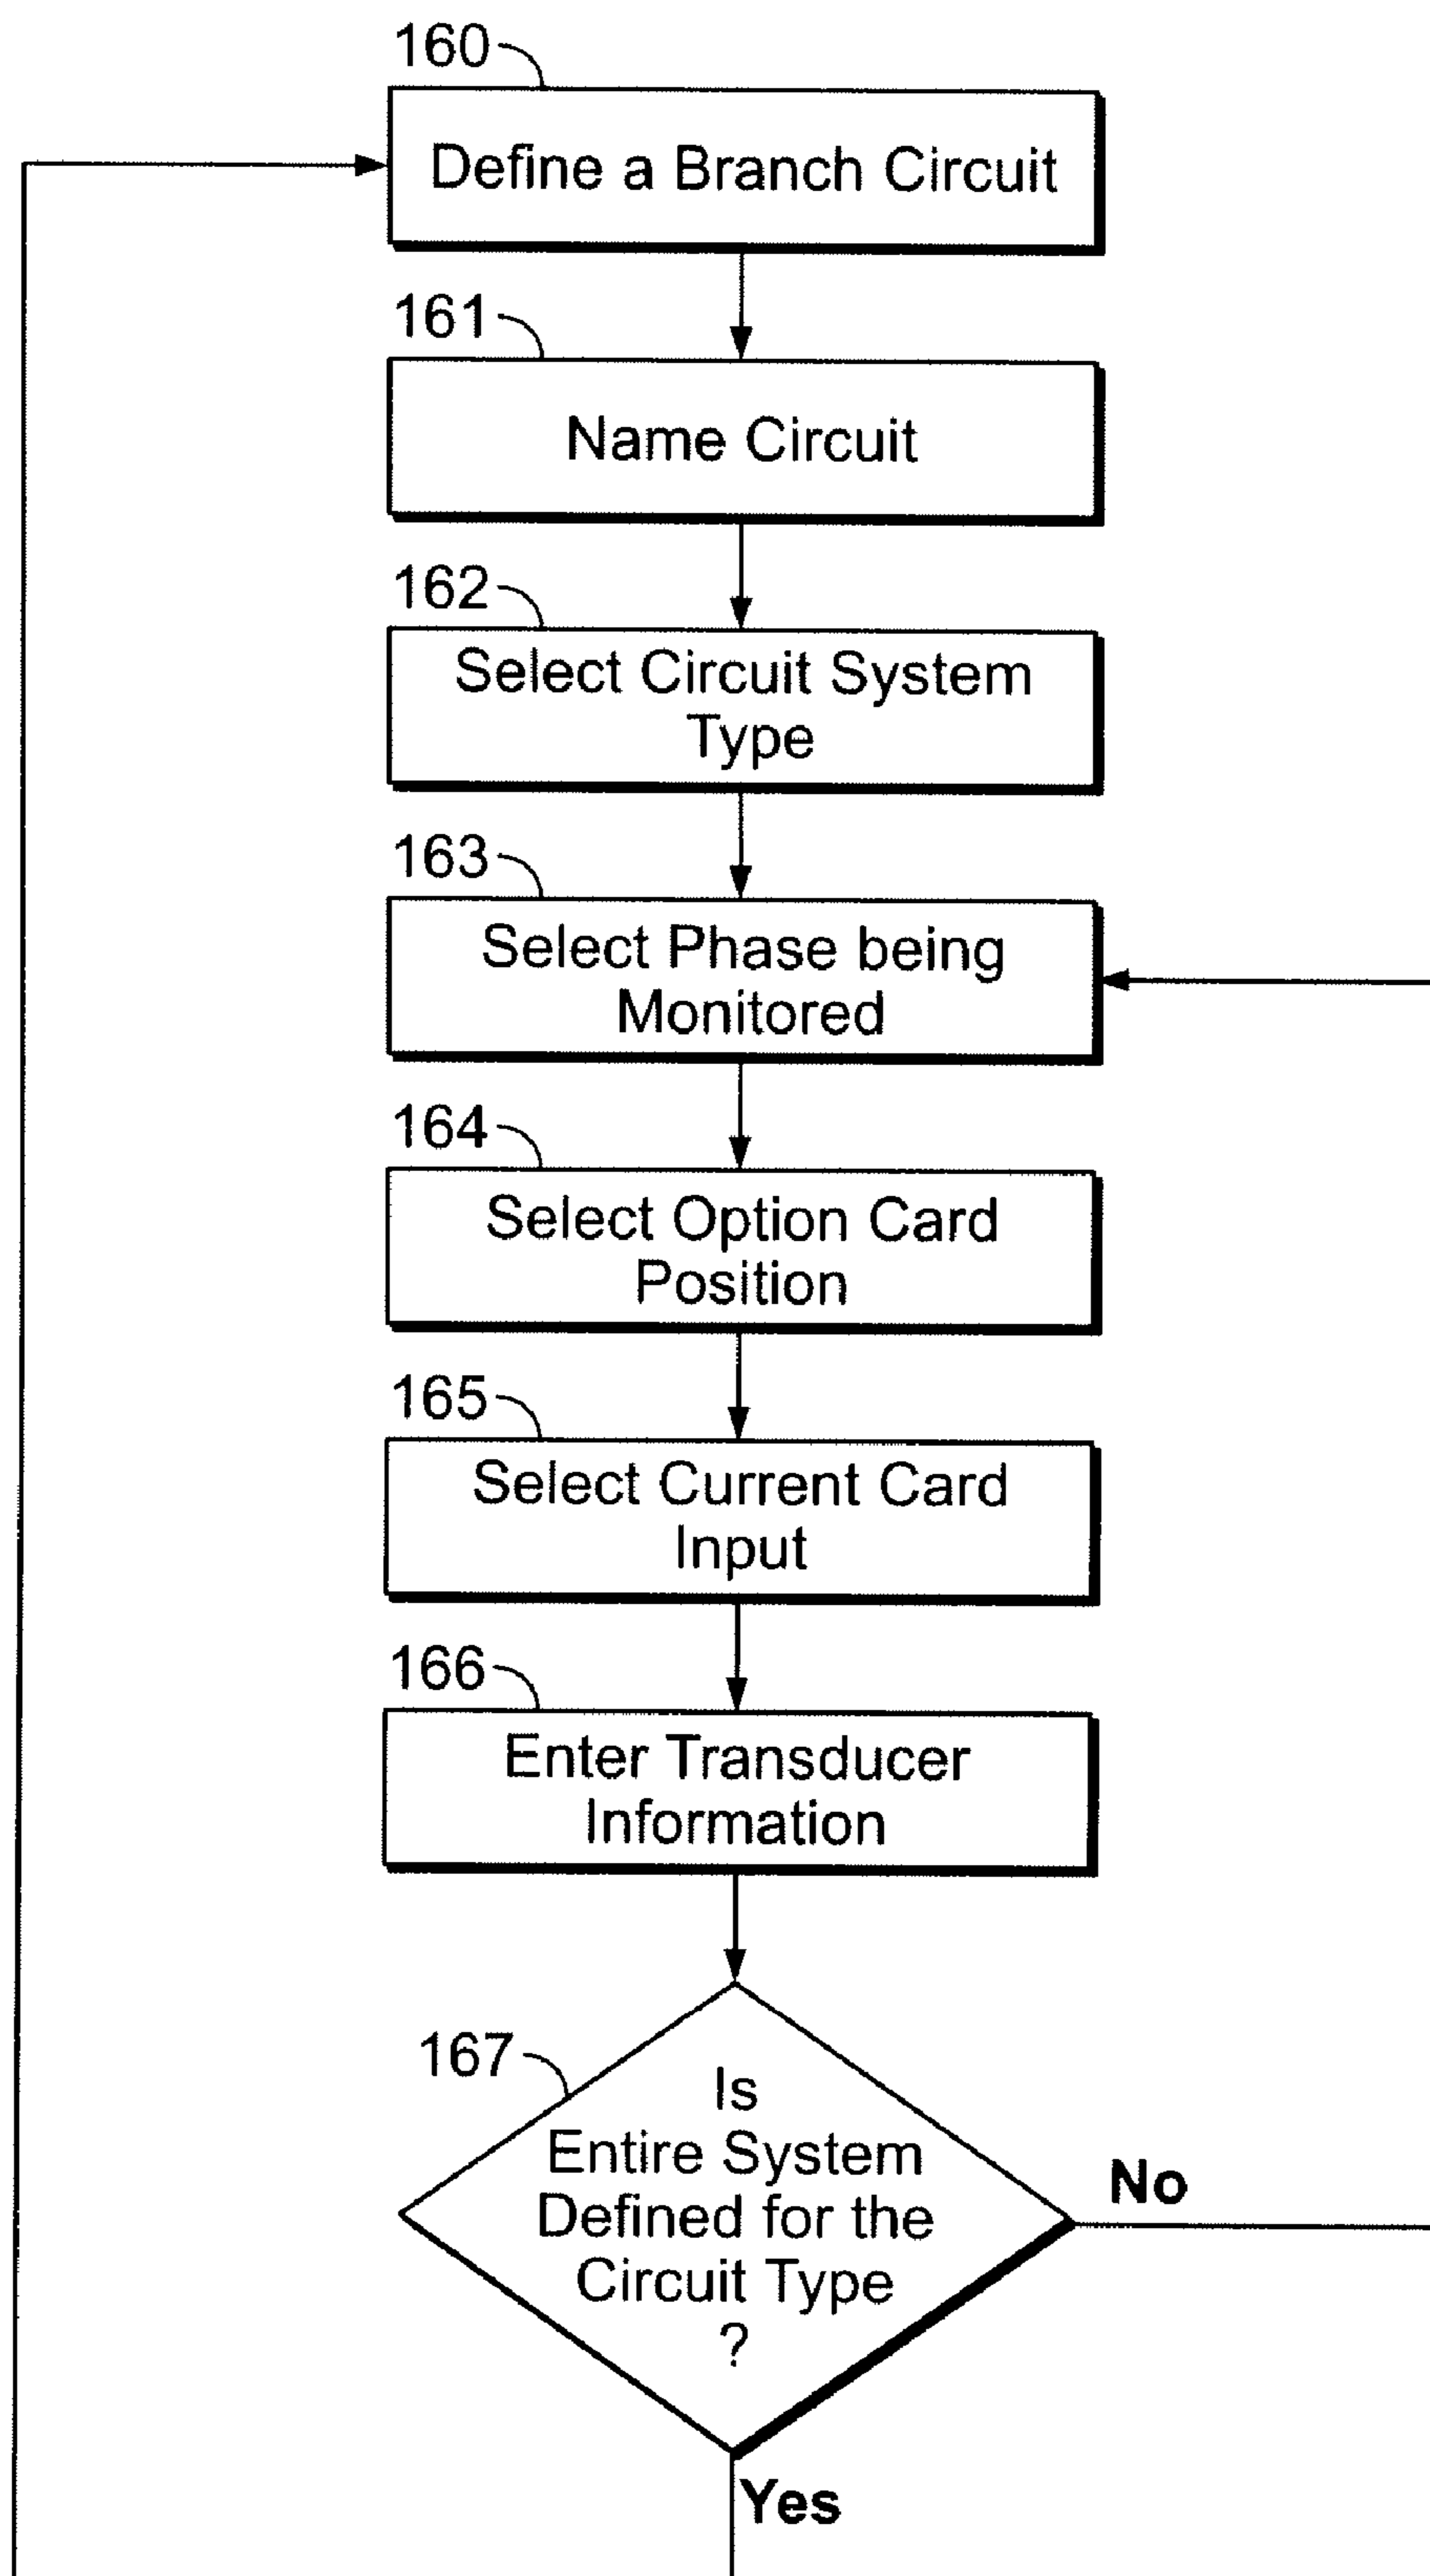 160
Define a Branch Circuit
161
Name Circuit
162
Select Circuit System
Type
163
Select Phase being
Monitored
164
Select Option Card
Position
165
Select Current Card
Input
166
Enter Transducer
Information
167
Is
Entire System
Defined for the
Circuit Type
?
No
Yes